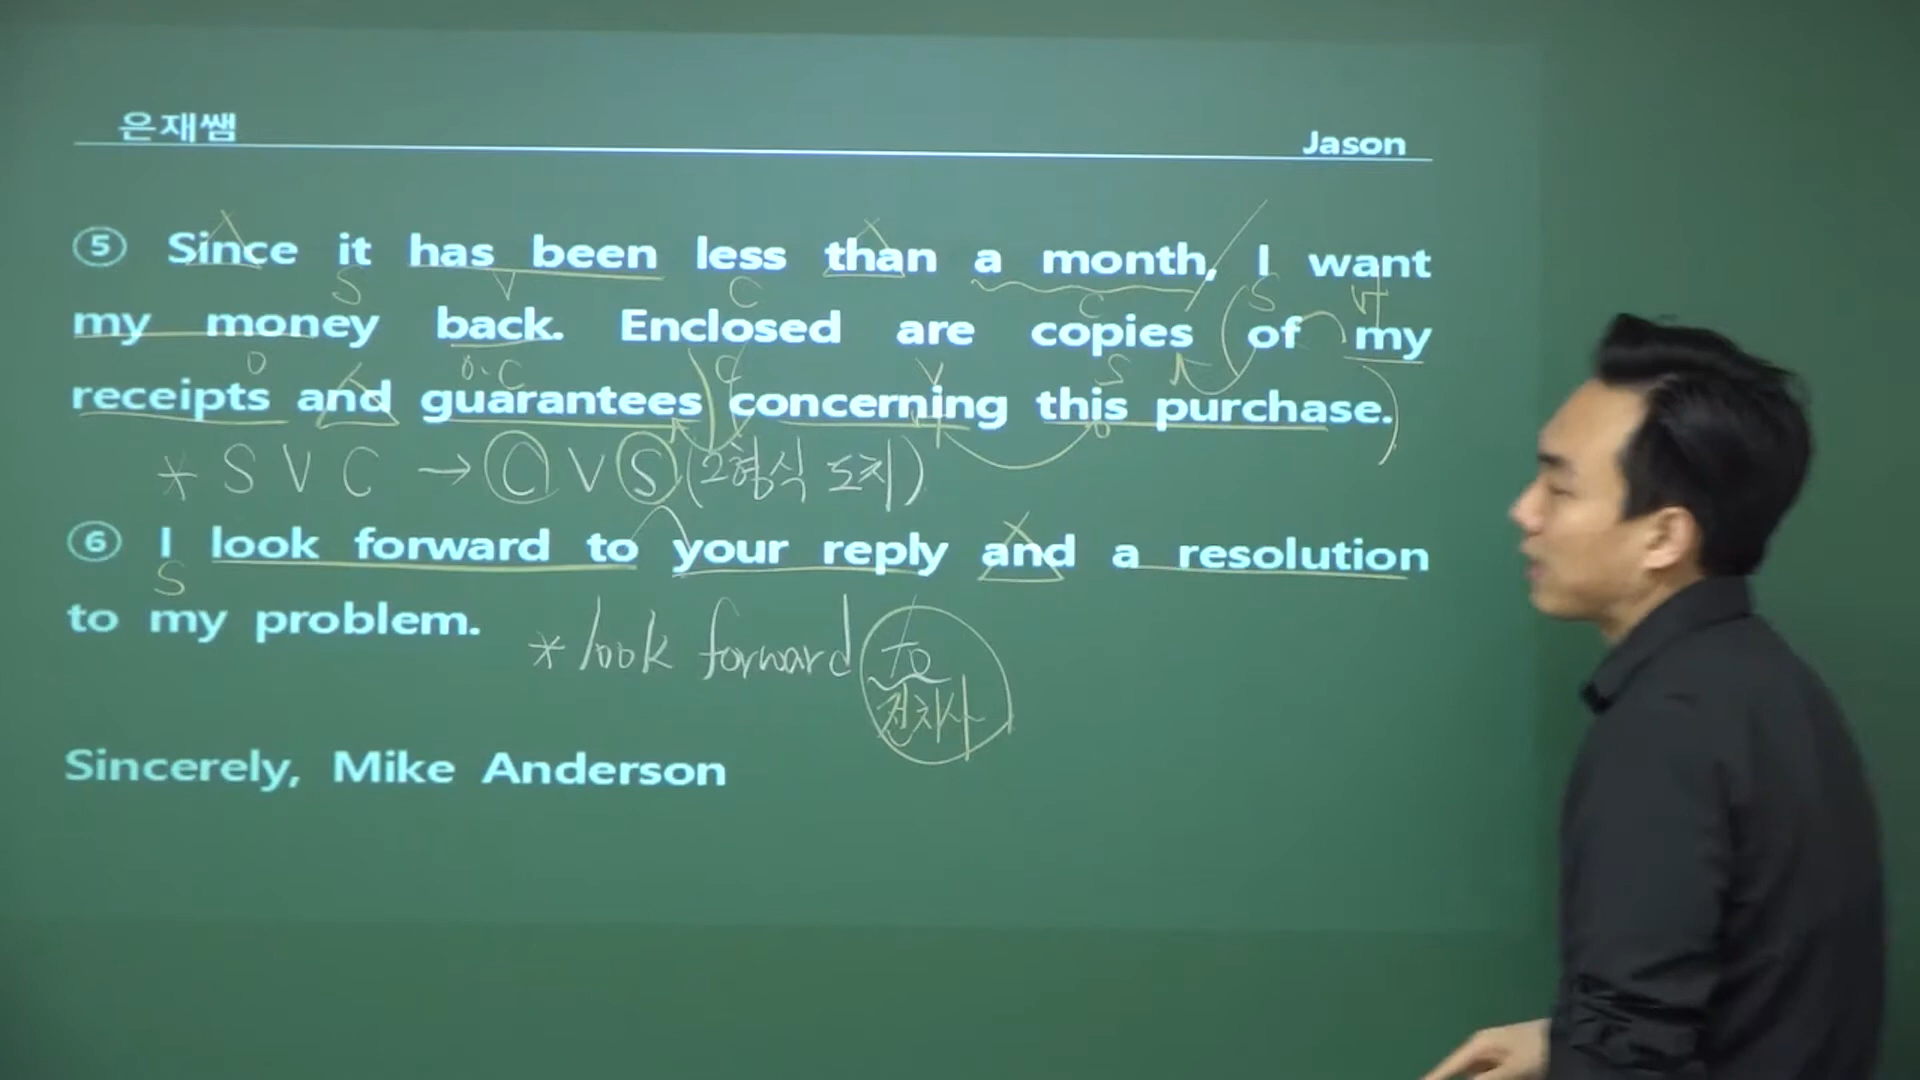 은재쌤 Jason
⑤ Since it has been less than a month, I want
S V C C S V
my money back. Enclosed are copies of my
O O.C C V S
receipts and guarantees concerning this purchase.
O
* S V C → C V S (2형식 도치)
⑥ I look forward to your reply and a resolution
S
to my problem.
* look forward to
전치사
Sincerely, Mike Anderson